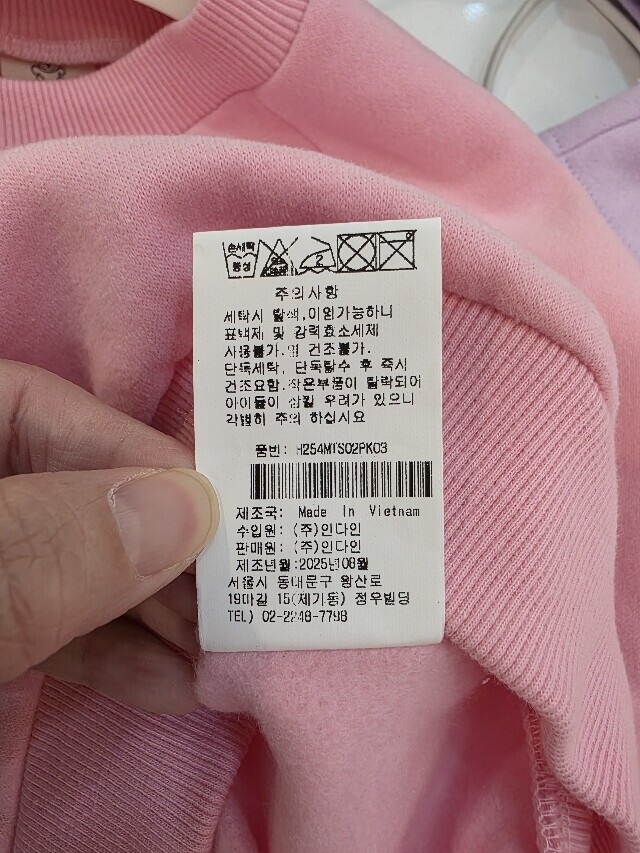 손세탁
중성
2
주의사항
세탁시 탈색,이염가능하니
표백제 및 강력효소세제
사용불가.열 건조불가.
단독세탁, 단독탈수 후 즉시
건조요함.작은부품이 탈락되어
아이들이 삼킬 우려가 있으니
각별히 주의 하십시요
품번: H254MTS02PK03
제조국: Made In Vietnam
수입원: (주)인다인
판매원: (주)인다인
제조년월:2025년08월
서울시 동대문구 왕산로
19마길 15(제기동) 정우빌딩
TEL) 02-2248-7798